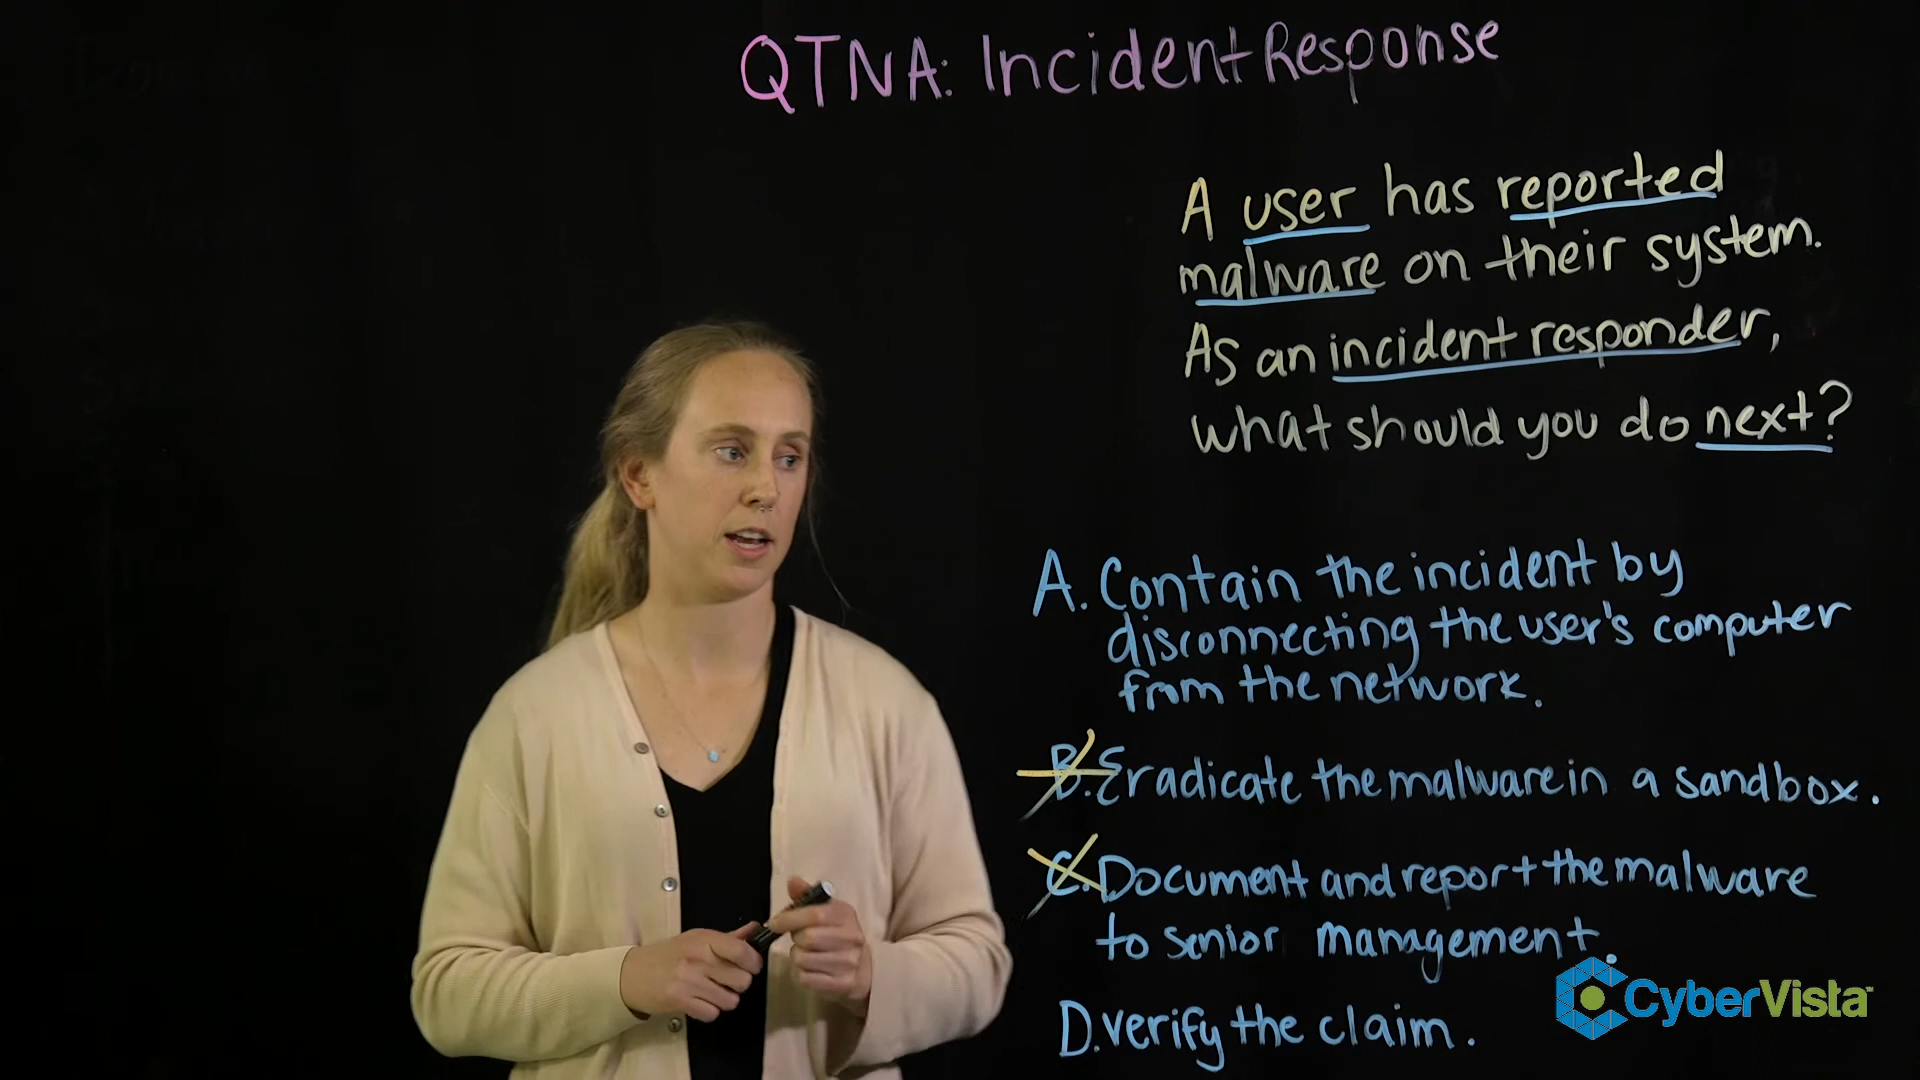 QTNA: Incident Response
A user has reported
malware on their system.
As an incident responder,
what should you do next?
A. Contain the incident by
disconnecting the user's computer
from the network.
B. Eradicate the malware in a sandbox.
C. Document and report the malware
to senior management.
CyberVista
D. verify the claim.